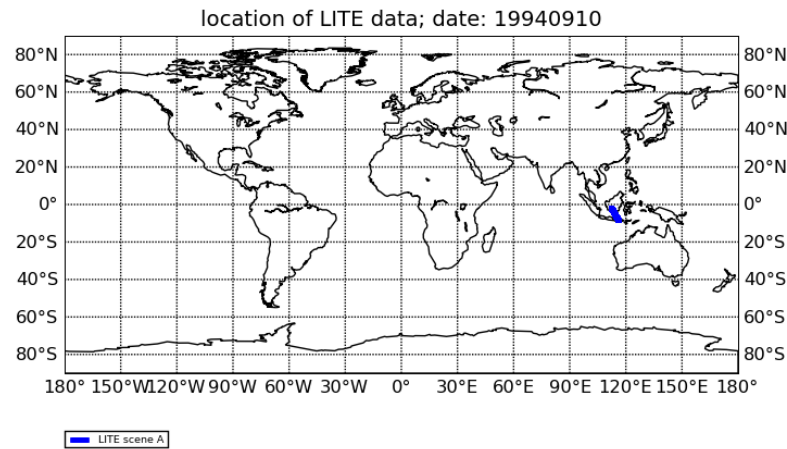 location of LITE data; date: 19940910
80°N 80°N
60°N 60°N
40°N 40°N
20°N 20°N
0° 0°
20°S 20°S
40°S 40°S
60°S 60°S
80°S 80°S
180° 150°W 120°W 90°W 60°W 30°W 0° 30°E 60°E 90°E 120°E 150°E 180°
LITE scene A